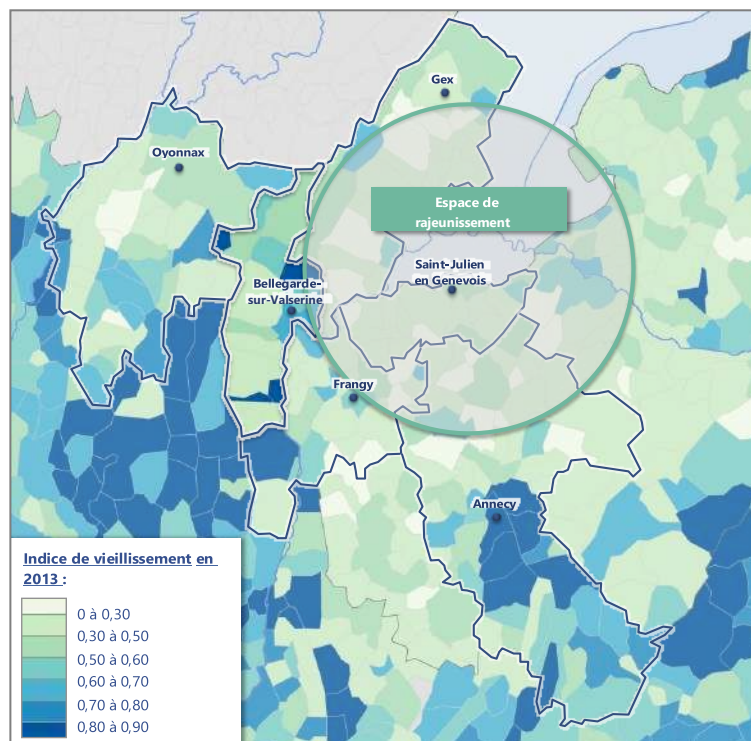 Gex
Oyonnax
Espace de
rajeunissement
Saint-Julien
en Genevois
Bellegarde-
sur-Valserine
Frangy
Annecy
Indice de vieillissement en
2013 :
0 à 0,30
0,30 à 0,50
0,50 à 0,60
0,60 à 0,70
0,70 à 0,80
0,80 à 0,90